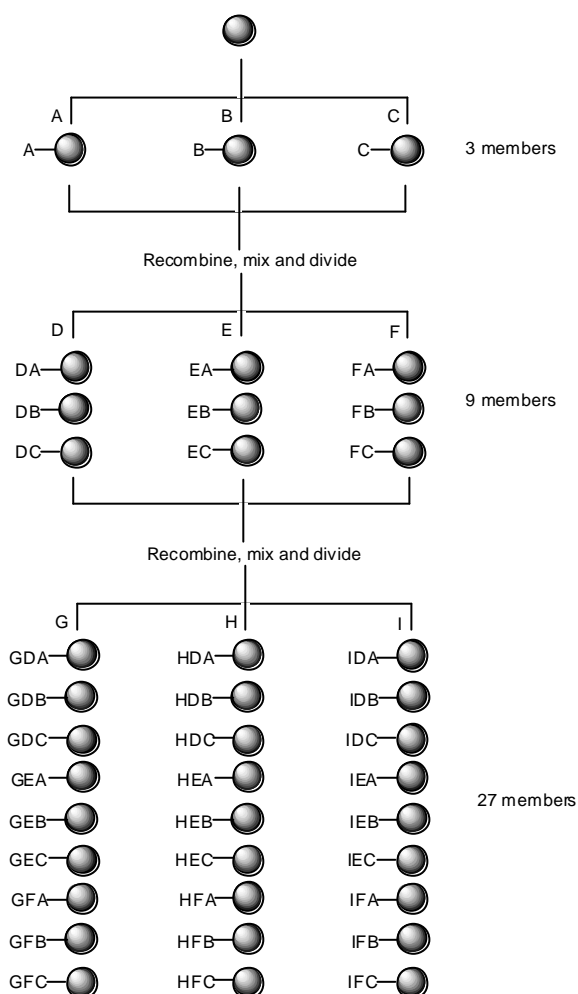 A B C
A B C 3 members
Recombine, mix and divide
D E F
DA EA FA
DB EB FB 9 members
DC EC FC
Recombine, mix and divide
G H I
GDA HDA IDA
GDB HDB IDB
GDC HDC IDC
GEA HEA IEA
27 members
GEB HEB IEB
GEC HEC IEC
GFA HFA IFA
GFB HFB IFB
GFC HFC IFC